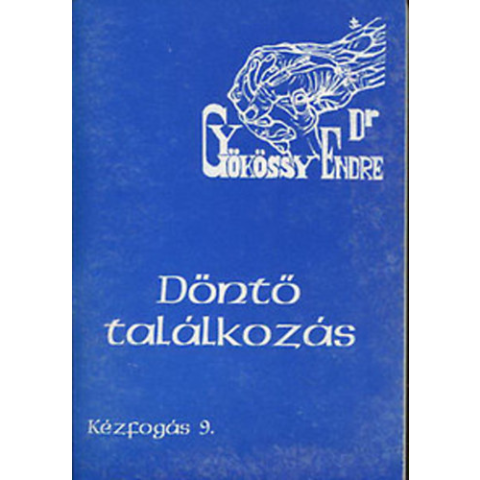 Dr
GYÖKÖSSY ENDRE
Döntő
találkozás
Kézfogás 9.